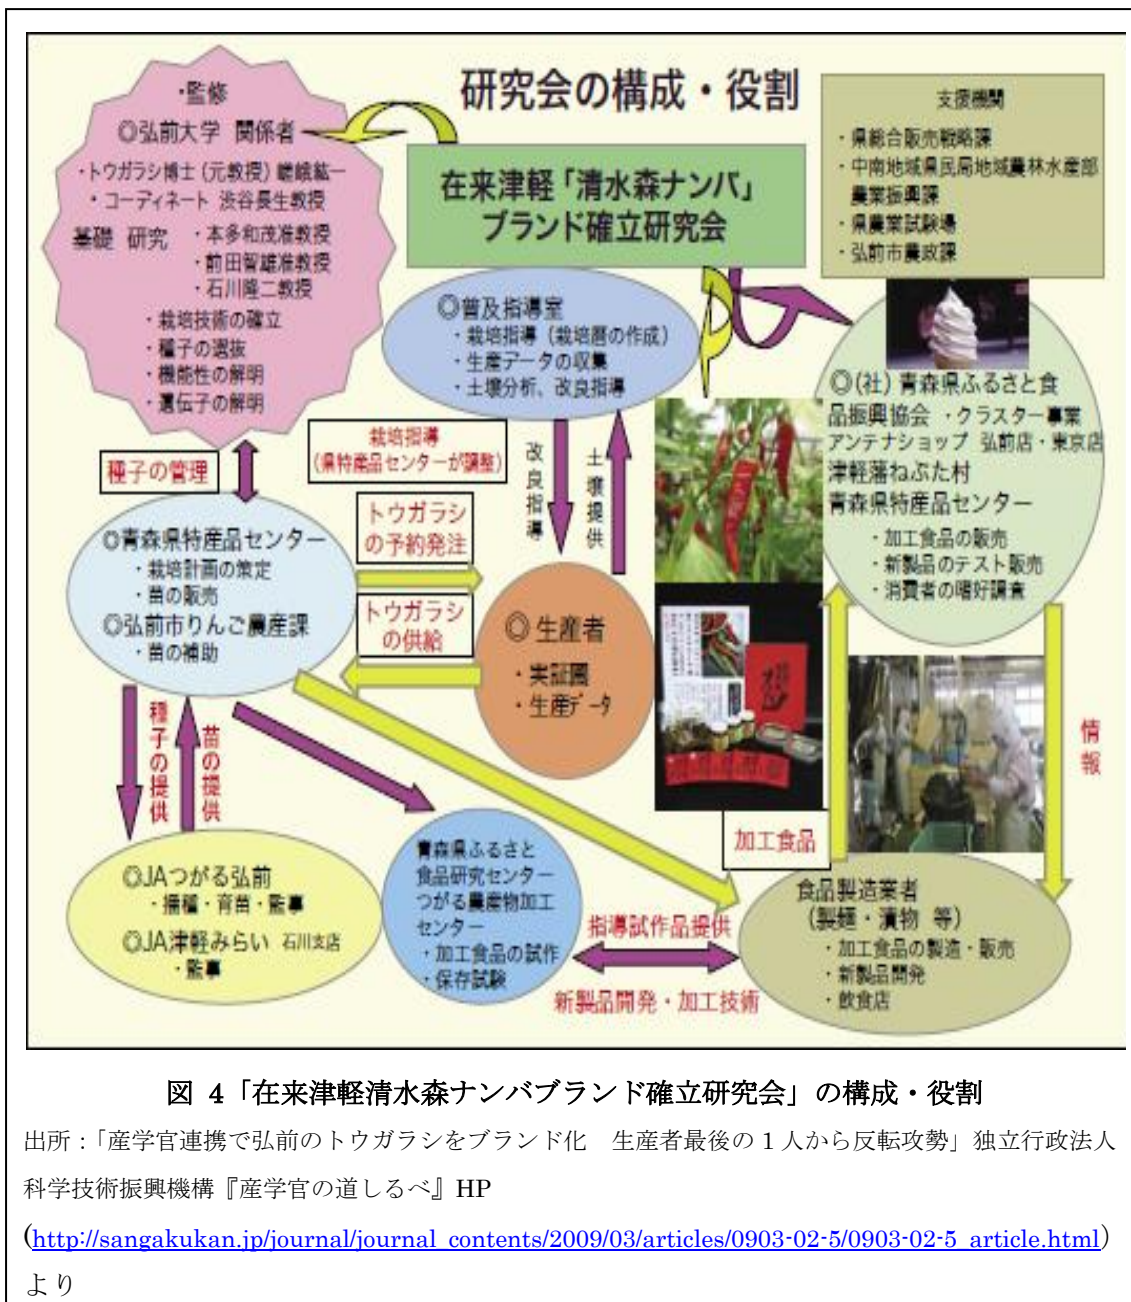 研究会の構成・役割
・監修
◎弘前大学 関係者
・トウガラシ博士（元教授）嵯峨紘一
・コーディネート 渋谷長生教授
基礎 研究 ・本多和茂准教授
・前田智雄准教授
・石川隆二教授
・栽培技術の確立
・種子の選抜
・機能性の解明
・遺伝子の解明
在来津軽「清水森ナンバ」
ブランド確立研究会
支援機関
・県総合販売戦略課
・中南地域県民局地域農林水産部
農業振興課
・県農業試験場
・弘前市農政課
◎普及指導室
・栽培指導（栽培暦の作成）
・生産データの収集
・土壌分析、改良指導
◎(社)青森県ふるさと食
品振興協会 ・クラスター事業
アンテナショップ 弘前店・東京店
津軽藩ねぷた村
青森県特産品センター
・加工食品の販売
・新製品のテスト販売
・消費者の嗜好調査
種子の管理
栽培指導
（県特産品センターが調整）
改良指導
土壌提供
トウガラシ
の予約発注
トウガラシ
の供給
◎青森県特産品センター
・栽培計画の策定
・苗の販売
◎弘前市りんご農産課
・苗の補助
◎生産者
・実証圃
・生産データ
種子の提供
苗の提供
情報
加工食品
◎JAつがる弘前
・播種・育苗・監事
◎JA津軽みらい 石川支店
・監事
青森県ふるさと
食品研究センター
つがる農産物加工
センター
・加工食品の試作
・保存試験
指導試作品提供
新製品開発・加工技術
食品製造業者
（製麺・漬物 等）
・加工食品の製造・販売
・新製品開発
・飲食店
図 4「在来津軽清水森ナンバブランド確立研究会」の構成・役割
出所：「産学官連携で弘前のトウガラシをブランド化　生産者最後の1人から反転攻勢」独立行政法人
科学技術振興機構『産学官の道しるべ』HP
(http://sangakukan.jp/journal/journal_contents/2009/03/articles/0903-02-5/0903-02-5_article.html)
より